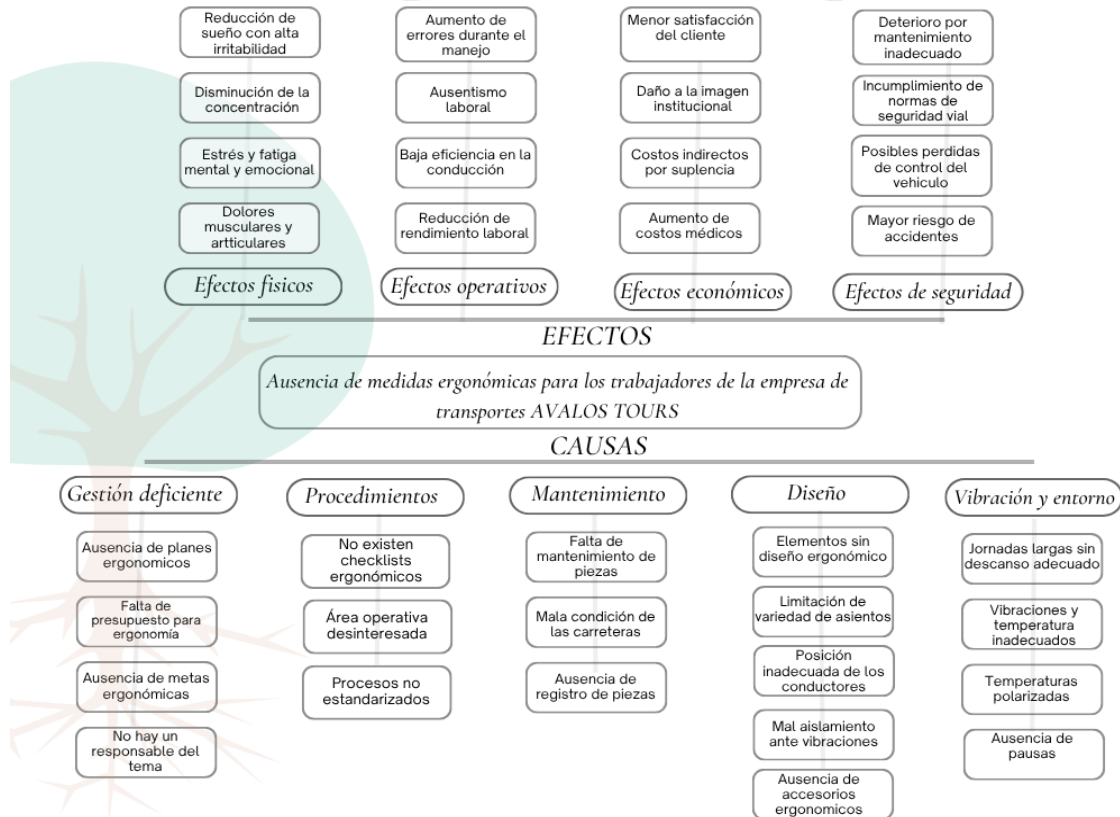 Reducción de
sueño con alta
irritabilidad
Disminución de la
concentración
Estrés y fatiga
mental y emocional
Dolores
musculares y
artticulares
Efectos fisicos
Aumento de
errores durante el
manejo
Ausentismo
laboral
Baja eficiencia en la
conducción
Reducción de
rendimiento laboral
Efectos operativos
Menor satisfacción
del cliente
Daño a la imagen
institucional
Costos indirectos
por suplencia
Aumento de
costos médicos
Efectos económicos
Deterioro por
mantenimiento
inadecuado
Incumplimiento de
normas de
seguridad vial
Posibles perdidas
de control del
vehiculo
Mayor riesgo de
accidentes
Efectos de seguridad
EFECTOS
Ausencia de medidas ergonómicas para los trabajadores de la empresa de
transportes AVALOS TOURS
CAUSAS
Gestión deficiente
Ausencia de planes
ergonomicos
Falta de
presupuesto para
ergonomía
Ausencia de metas
ergonómicas
No hay un
responsable del
tema
Procedimientos
No existen
checklists
ergonómicos
Área operativa
desinteresada
Procesos no
estandarizados
Mantenimiento
Falta de
mantenimiento de
piezas
Mala condición de
las carreteras
Ausencia de
registro de piezas
Diseño
Elementos sin
diseño ergonómico
Limitación de
variedad de asientos
Posición
inadecuada de los
conductores
Mal aislamiento
ante vibraciones
Ausencia de
accesorios
ergonomicos
Vibración y entorno
Jornadas largas sin
descanso adecuado
Vibraciones y
temperatura
inadecuados
Temperaturas
polarizadas
Ausencia de
pausas